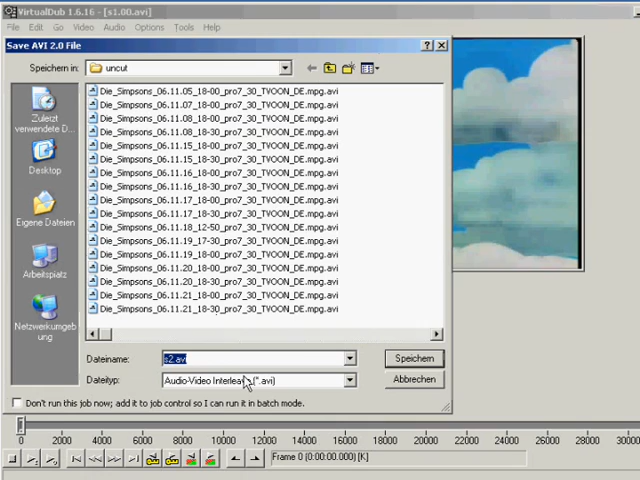 VirtualDub 1.6.16 - [s1.00.avi]
File Edit Go Video Audio Options Tools Help
Save AVI 2.0 File
Speichern in: uncut
Zuletzt verwendete D...
Desktop
Eigene Dateien
Arbeitsplatz
Netzwerkumgebung
Die_Simpsons_06.11.05_18-00_pro7_30_TVOON_DE.mpg.avi
Die_Simpsons_06.11.07_18-00_pro7_30_TVOON_DE.mpg.avi
Die_Simpsons_06.11.08_18-00_pro7_30_TVOON_DE.mpg.avi
Die_Simpsons_06.11.08_18-30_pro7_30_TVOON_DE.mpg.avi
Die_Simpsons_06.11.15_18-00_pro7_30_TVOON_DE.mpg.avi
Die_Simpsons_06.11.15_18-30_pro7_30_TVOON_DE.mpg.avi
Die_Simpsons_06.11.16_18-00_pro7_30_TVOON_DE.mpg.avi
Die_Simpsons_06.11.16_18-30_pro7_30_TVOON_DE.mpg.avi
Die_Simpsons_06.11.17_18-00_pro7_30_TVOON_DE.mpg.avi
Die_Simpsons_06.11.17_18-30_pro7_30_TVOON_DE.mpg.avi
Die_Simpsons_06.11.18_12-50_pro7_30_TVOON_DE.mpg.avi
Die_Simpsons_06.11.19_17-30_pro7_30_TVOON_DE.mpg.avi
Die_Simpsons_06.11.19_18-00_pro7_30_TVOON_DE.mpg.avi
Die_Simpsons_06.11.20_18-00_pro7_30_TVOON_DE.mpg.avi
Die_Simpsons_06.11.20_18-30_pro7_30_TVOON_DE.mpg.avi
Die_Simpsons_06.11.21_18-00_pro7_30_TVOON_DE.mpg.avi
Die_Simpsons_06.11.21_18-30_pro7_30_TVOON_DE.mpg.avi
Dateiname: s2.avi Speichern
Dateityp: Audio-Video Interleave (*.avi) Abbrechen
Don't run this job now; add it to job control so I can run it in batch mode.
0 2000 4000 6000 8000 10000 12000 14000 16000 18000 20000 22000 24000 26000 28000 30000
Frame 0 (0:00:00.000) [K]